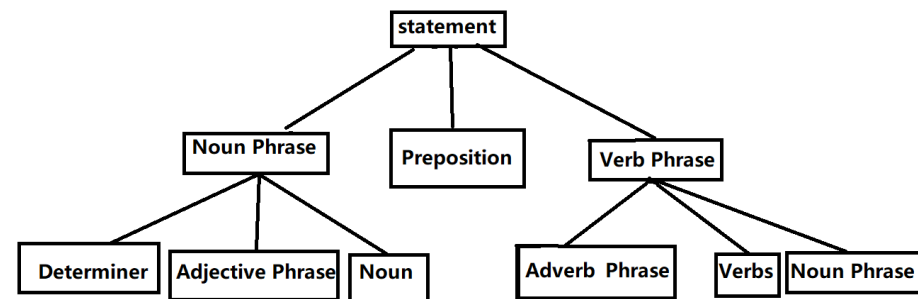 statement
Noun Phrase
Preposition
Verb Phrase
Determiner
Adjective Phrase
Noun
Adverb Phrase
Verbs
Noun Phrase